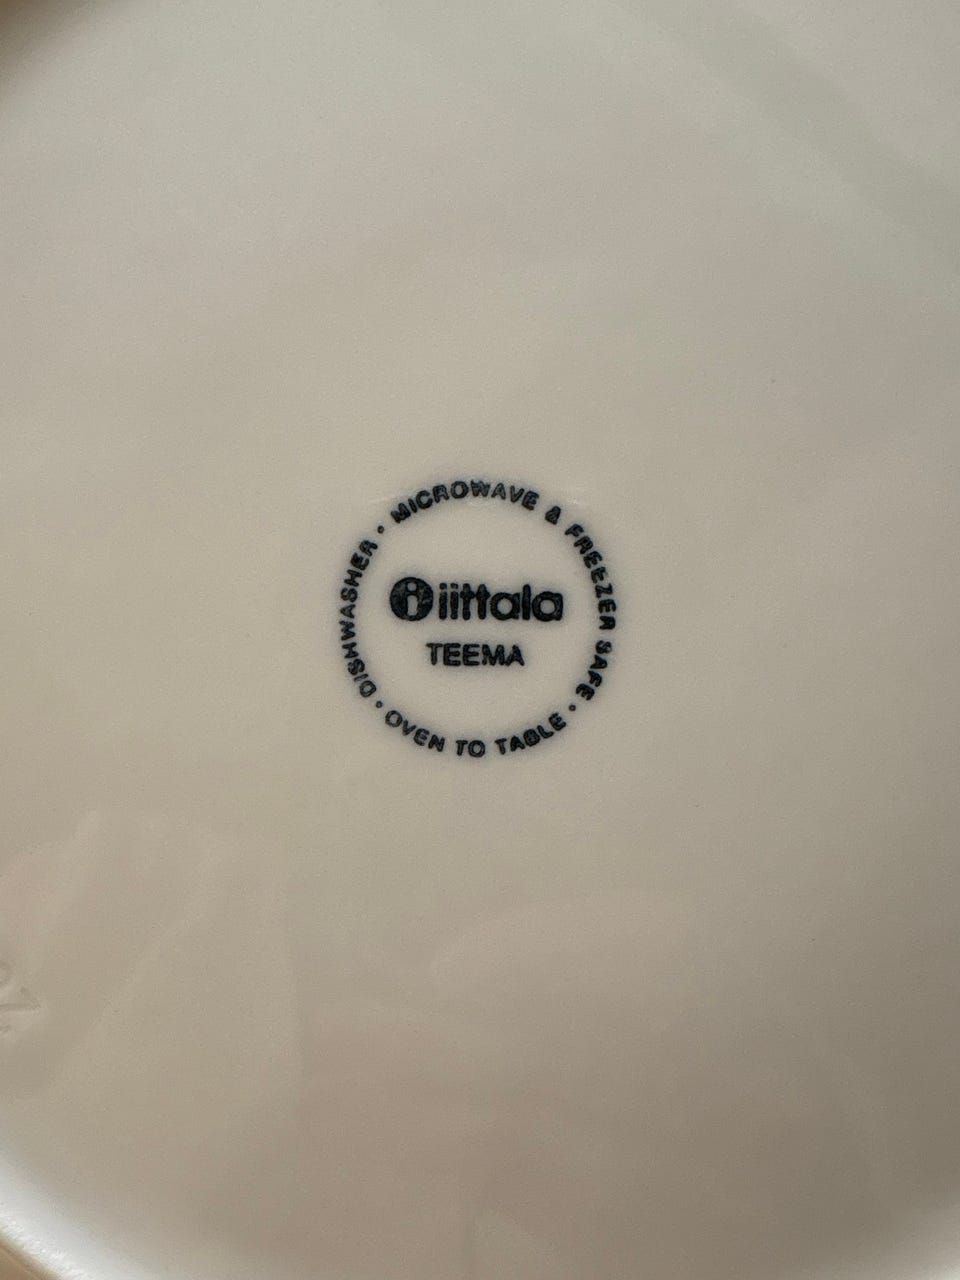 MICROWAVE & FREEZER SAFE •
OVEN TO TABLE •
DISHWASHER •
iittala
TEEMA